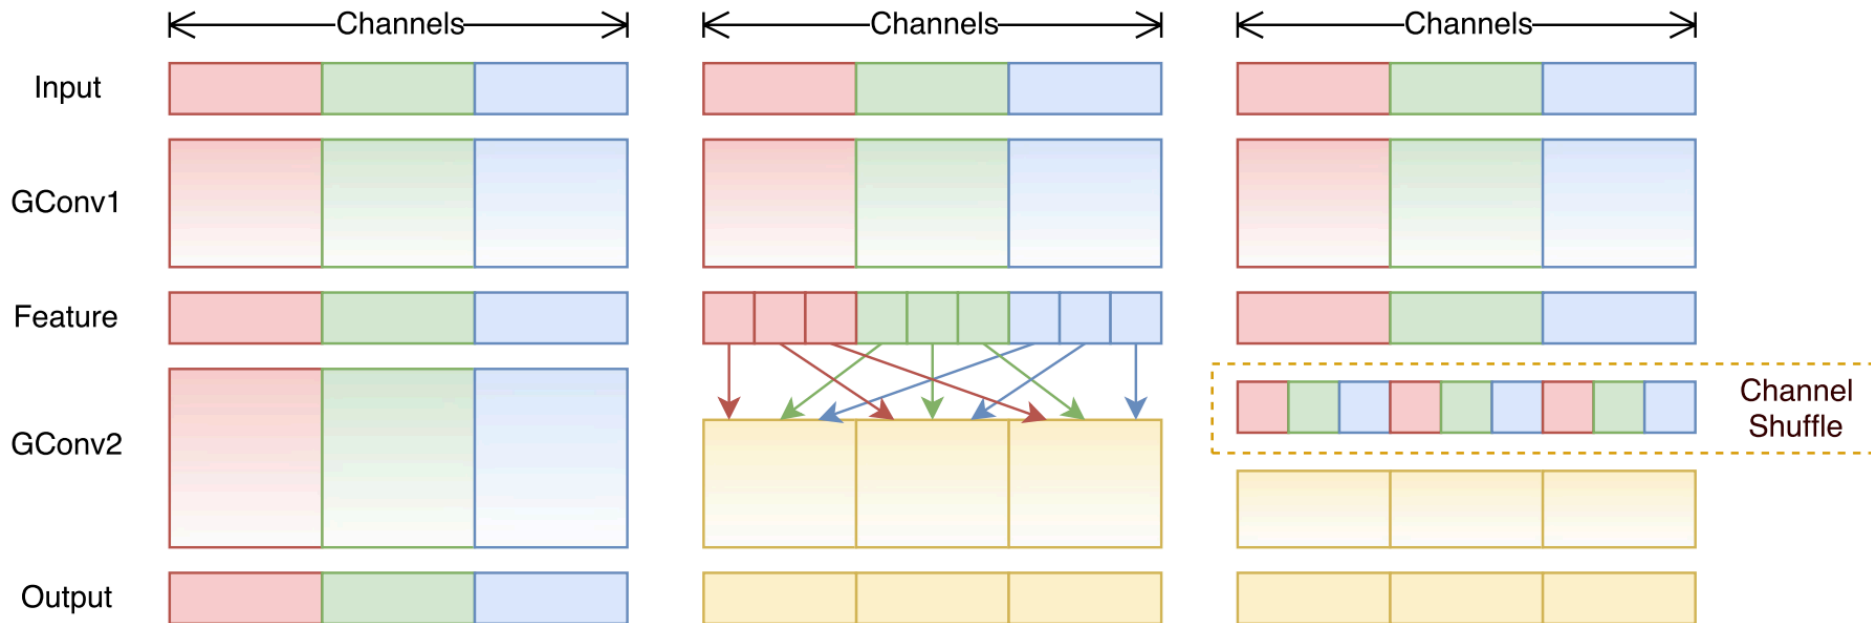 Channels
Channels
Channels
Input
GConv1
Feature
Channel
Shuffle
GConv2
Output